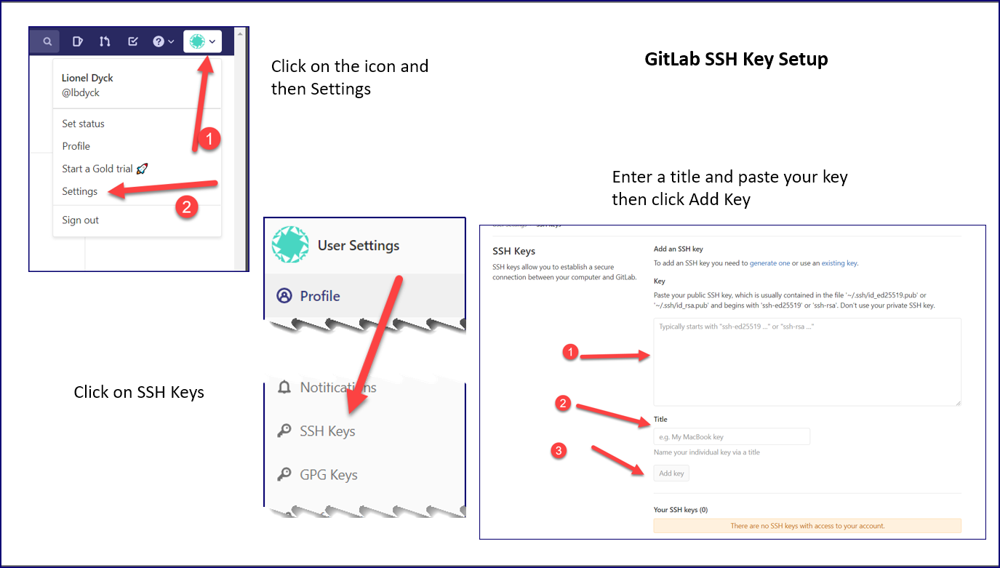 GitLab SSH Key Setup
Lionel Dyck
@lbdyck
Set status
Profile
Start a Gold trial 🚀
Settings
Sign out
1
2
Click on the icon and
then Settings
Click on SSH Keys
User Settings
Profile
Notifications
SSH Keys
GPG Keys
Enter a title and paste your key
then click Add Key
SSH Keys
SSH keys allow you to establish a secure
connection between your computer and GitLab.
Add an SSH key
To add an SSH key you need to generate one or use an existing key.
Key
Paste your public SSH key, which is usually contained in the file '~/.ssh/id_ed25519.pub' or
'~/.ssh/id_rsa.pub' and begins with 'ssh-ed25519' or 'ssh-rsa'. Don't use your private SSH key.
Typically starts with "ssh-ed25519 ..." or "ssh-rsa ..."
1
2
Title
e.g. My MacBook key
3
Name your individual key via a title
Add key
Your SSH keys (0)
There are no SSH keys with access to your account.